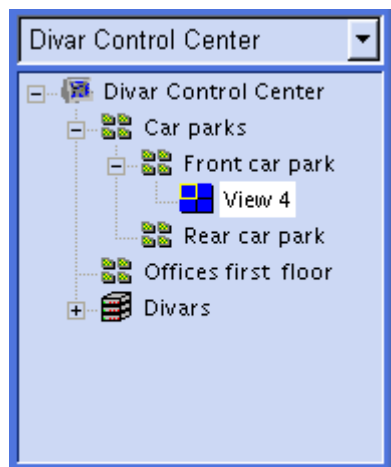 Divar Control Center
Divar Control Center
Car parks
Front car park
View 4
Rear car park
Offices first floor
Divars